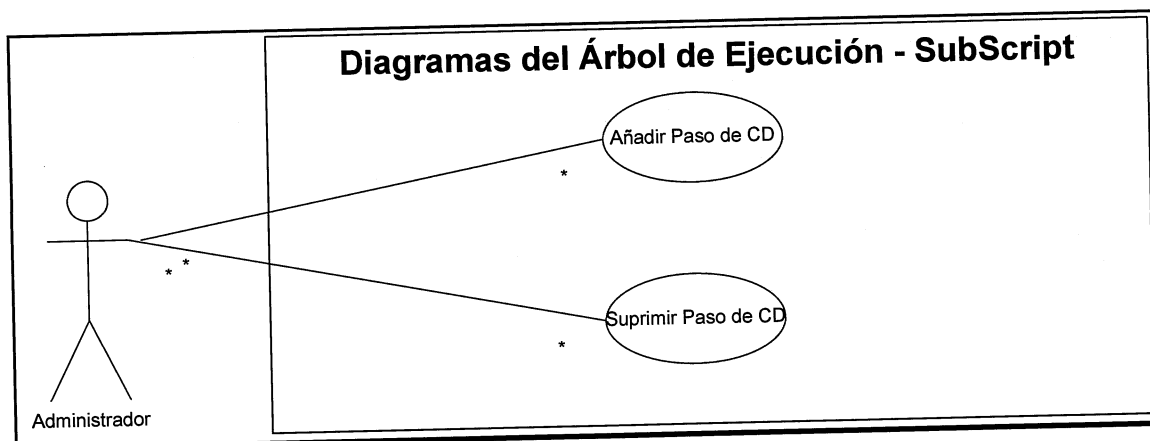 Diagramas del Árbol de Ejecución - SubScript
Añadir Paso de CD
*
* *
Suprimir Paso de CD
*
Administrador